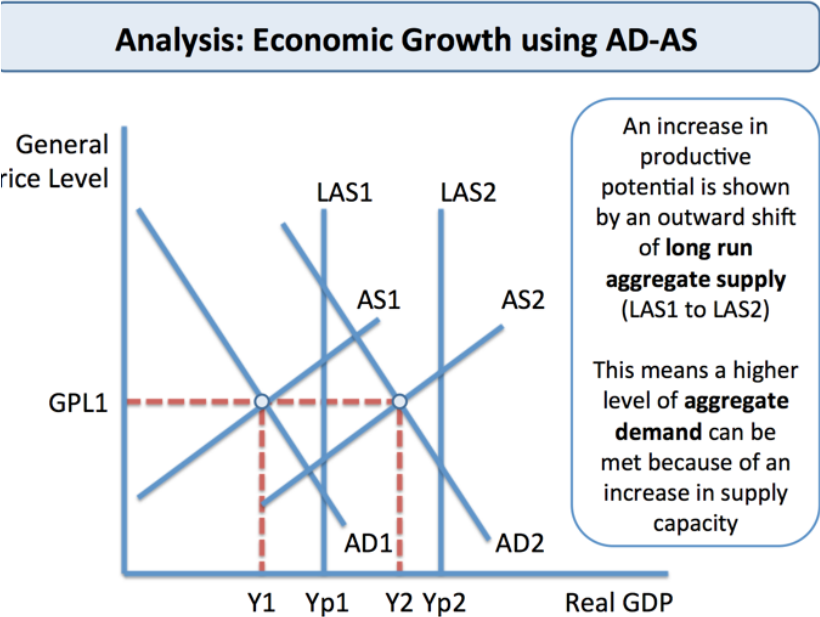 Analysis: Economic Growth using AD-AS
General
rice Level
LAS1
LAS2
AS1
AS2
GPL1
AD1
AD2
Y1
Yp1
Y2
Yp2
Real GDP
An increase in
productive
potential is shown
by an outward shift
of long run
aggregate supply
(LAS1 to LAS2)
This means a higher
level of aggregate
demand can be
met because of an
increase in supply
capacity